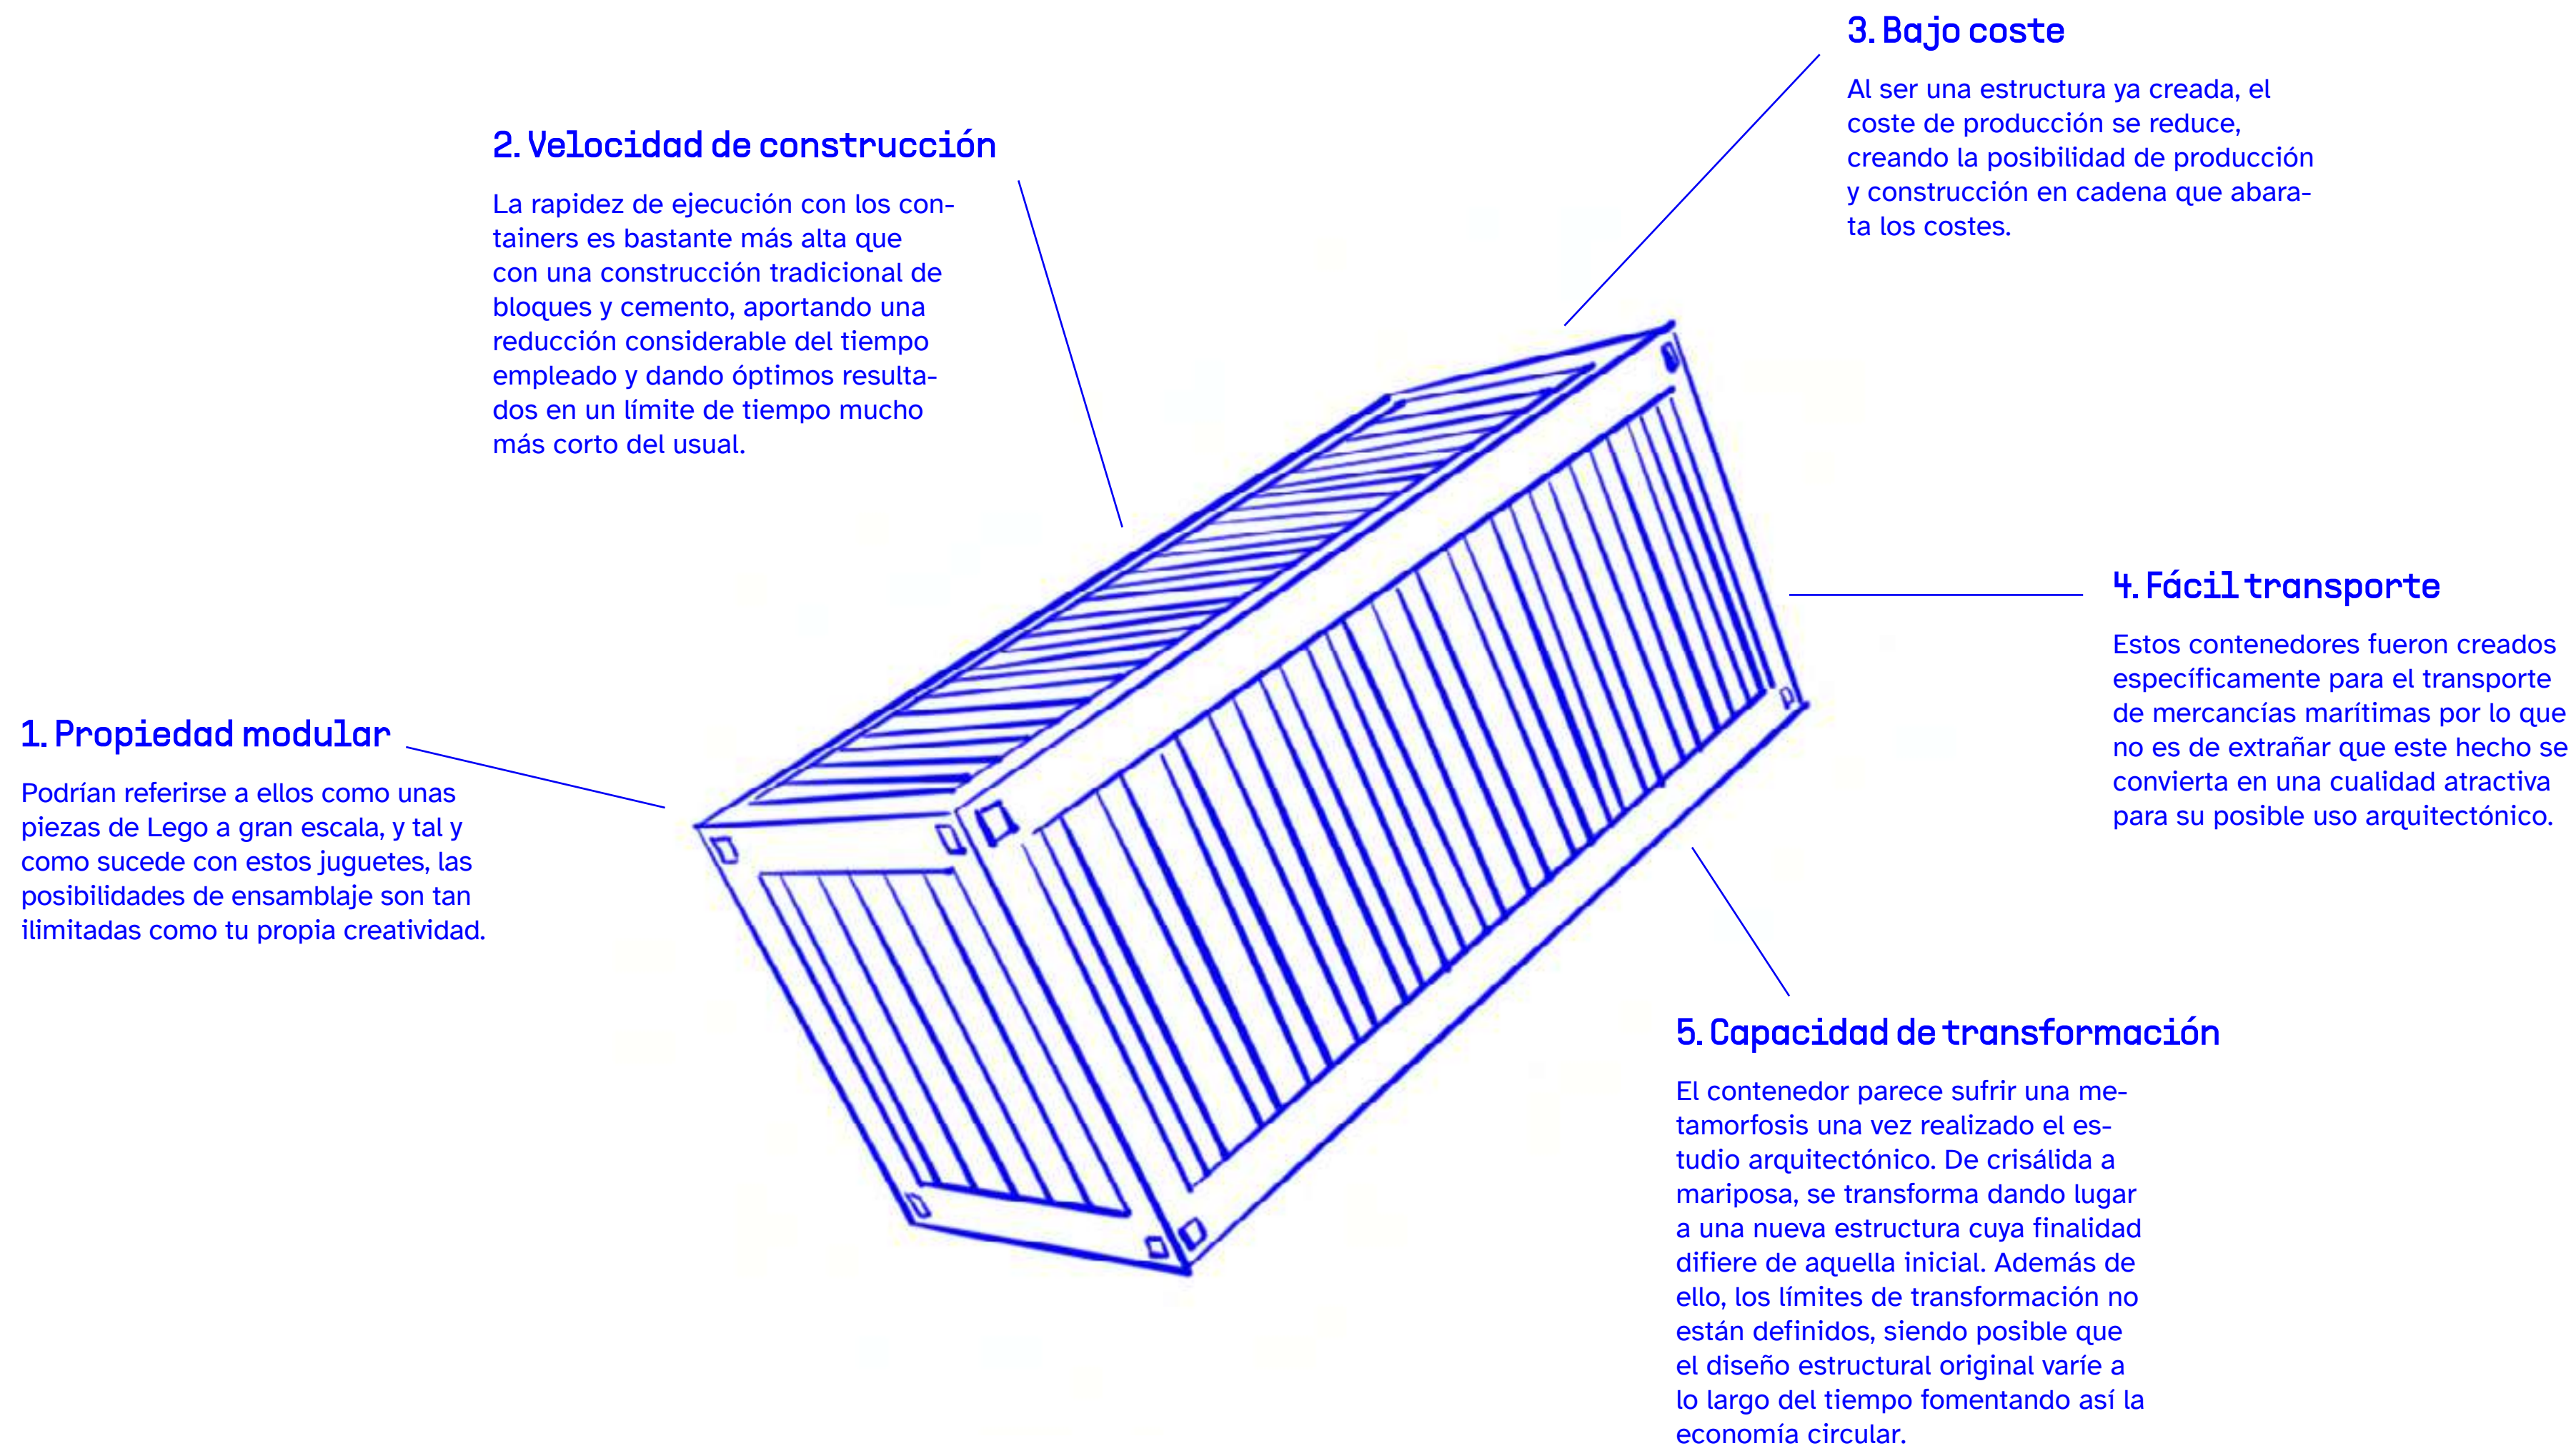 1. Propiedad modular
Podrían referirse a ellos como unas
piezas de Lego a gran escala, y tal y
como sucede con estos juguetes, las
posibilidades de ensamblaje son tan
ilimitadas como tu propia creatividad.
2. Velocidad de construcción
La rapidez de ejecución con los con-
tainers es bastante más alta que
con una construcción tradicional de
bloques y cemento, aportando una
reducción considerable del tiempo
empleado y dando óptimos resulta-
dos en un límite de tiempo mucho
más corto del usual.
3. Bajo coste
Al ser una estructura ya creada, el
coste de producción se reduce,
creando la posibilidad de producción
y construcción en cadena que abara-
ta los costes.
4. Fácil transporte
Estos contenedores fueron creados
específicamente para el transporte
de mercancías marítimas por lo que
no es de extrañar que este hecho se
convierta en una cualidad atractiva
para su posible uso arquitectónico.
5. Capacidad de transformación
El contenedor parece sufrir una me-
tamorfosis una vez realizado el es-
tudio arquitectónico. De crisálida a
mariposa, se transforma dando lugar
a una nueva estructura cuya finalidad
difiere de aquella inicial. Además de
ello, los límites de transformación no
están definidos, siendo posible que
el diseño estructural original varíe a
lo largo del tiempo fomentando así la
economía circular.